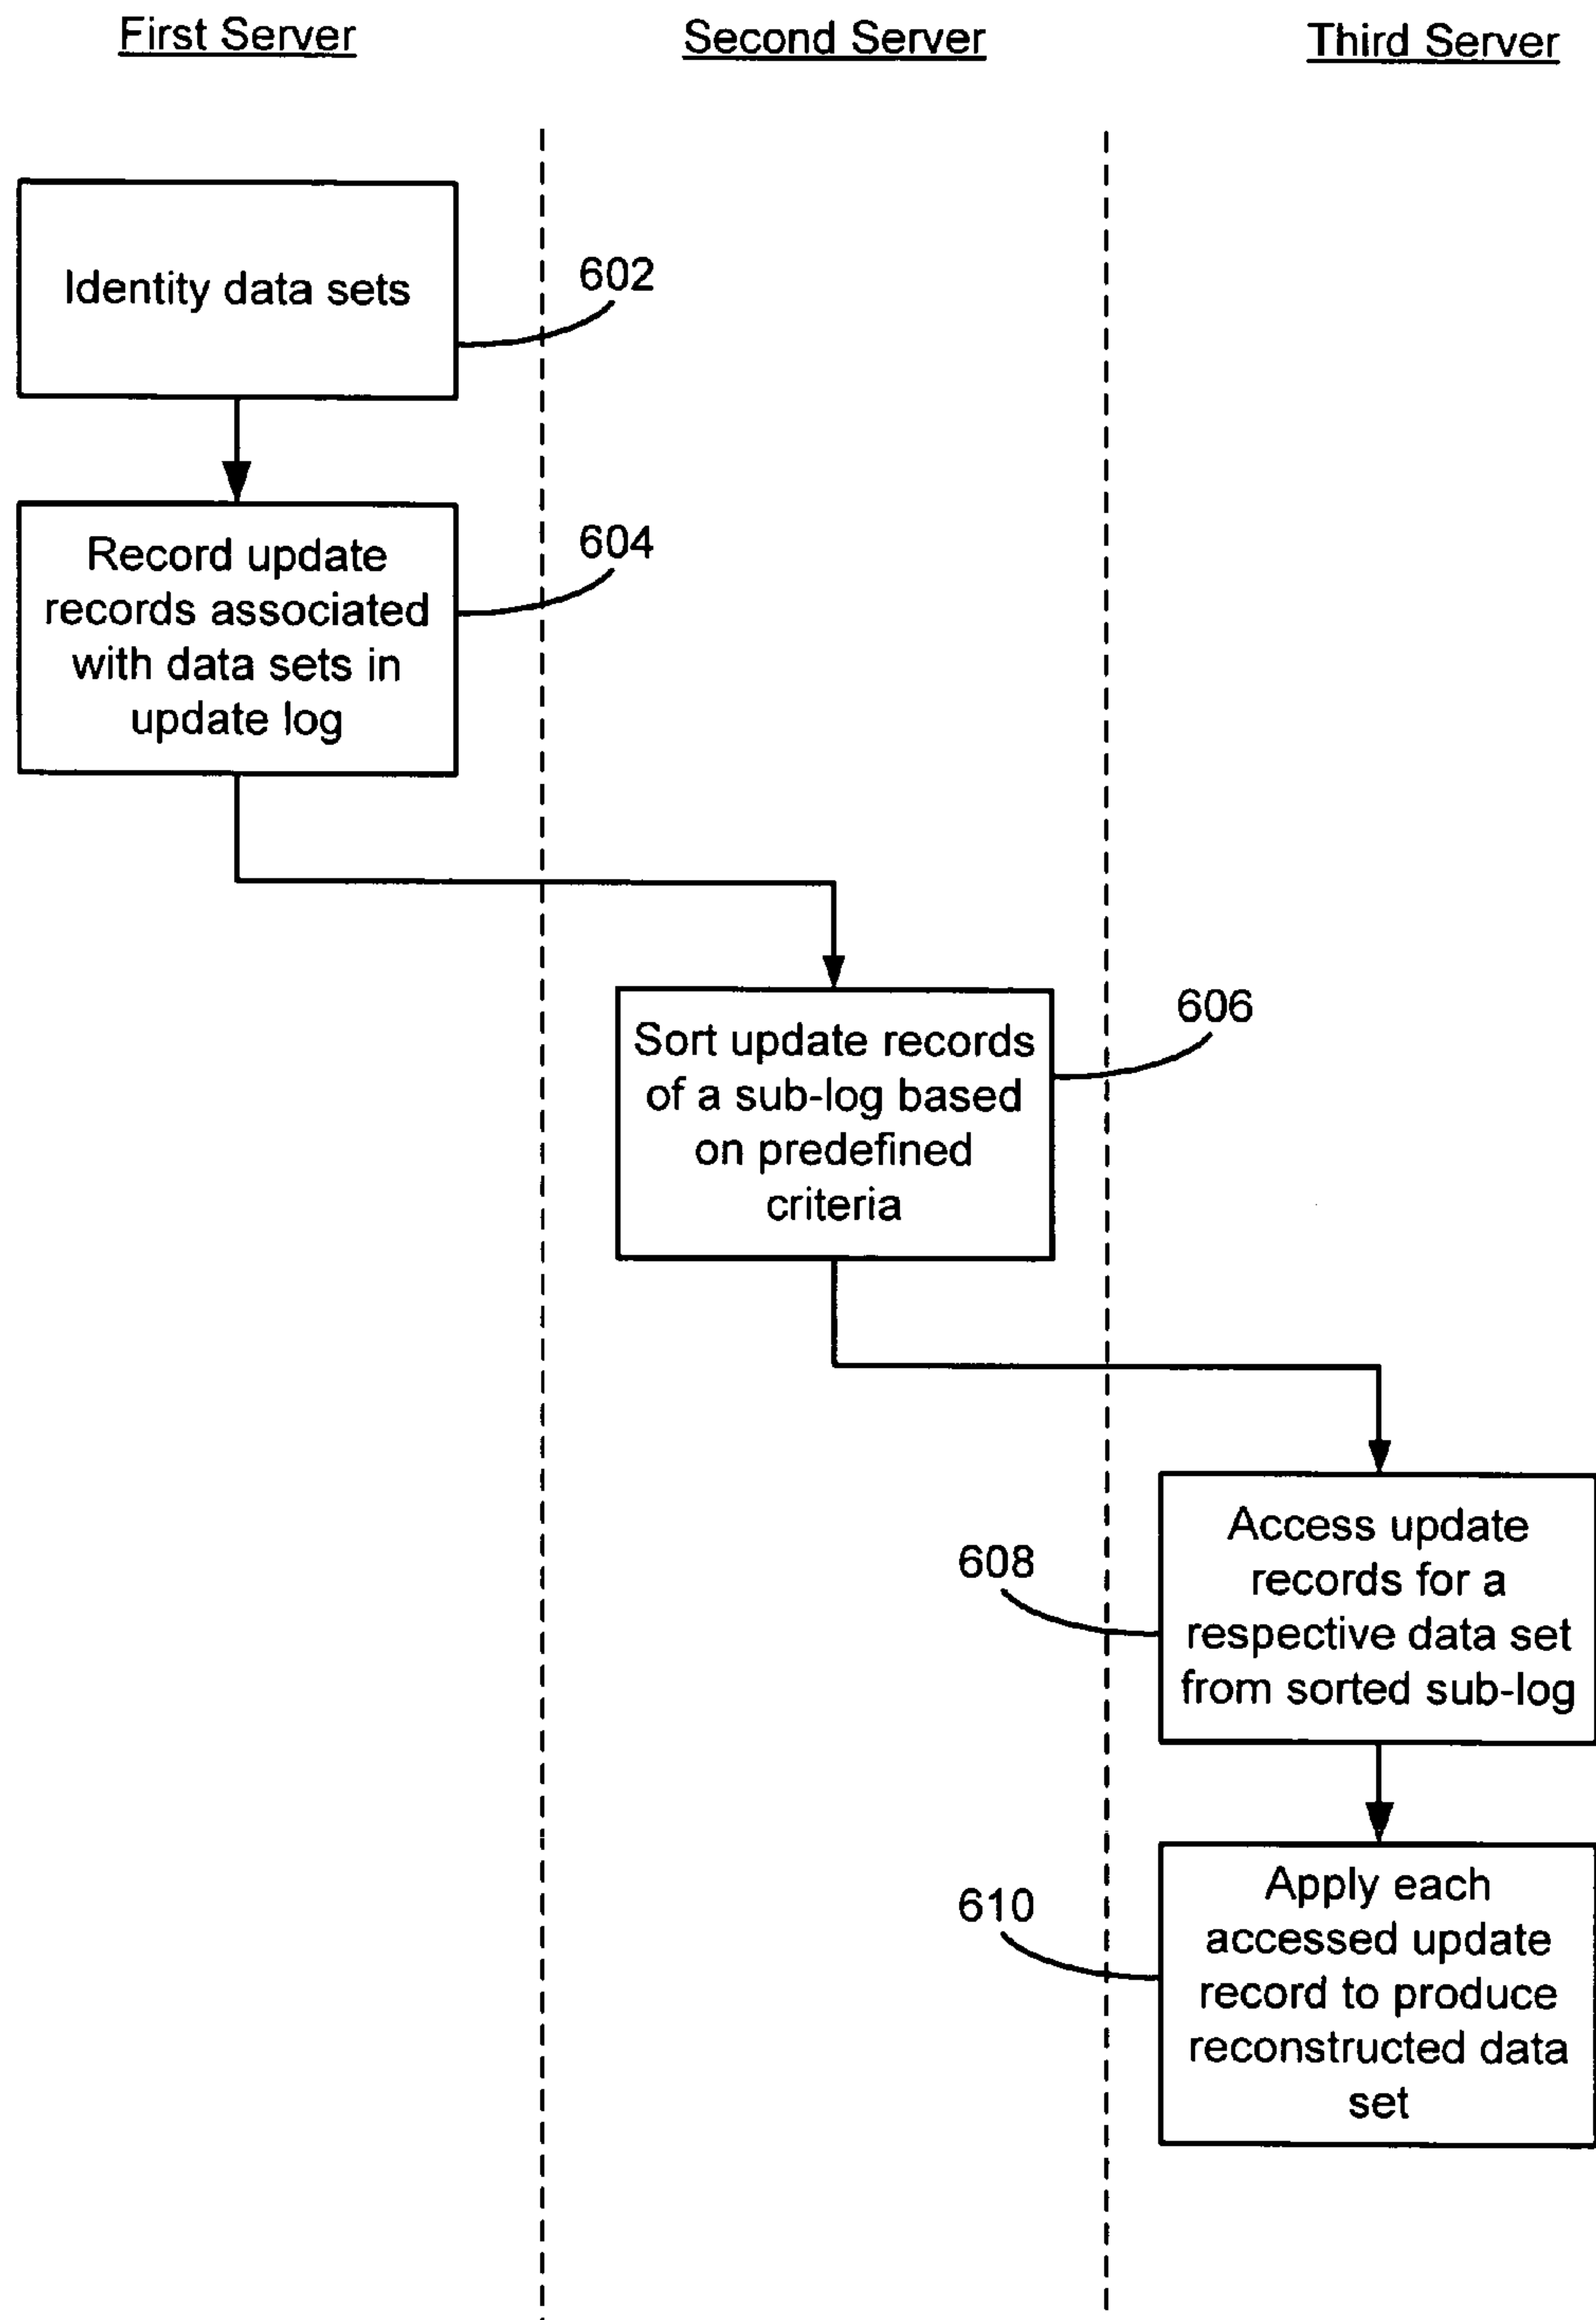 First Server
Second Server
Third Server
Identity data sets
602
Record update
records associated
with data sets in
update log
604
Sort update records
of a sub-log based
on predefined
criteria
606
Access update
records for a
respective data set
from sorted sub-log
608
Apply each
accessed update
record to produce
reconstructed data
set
610